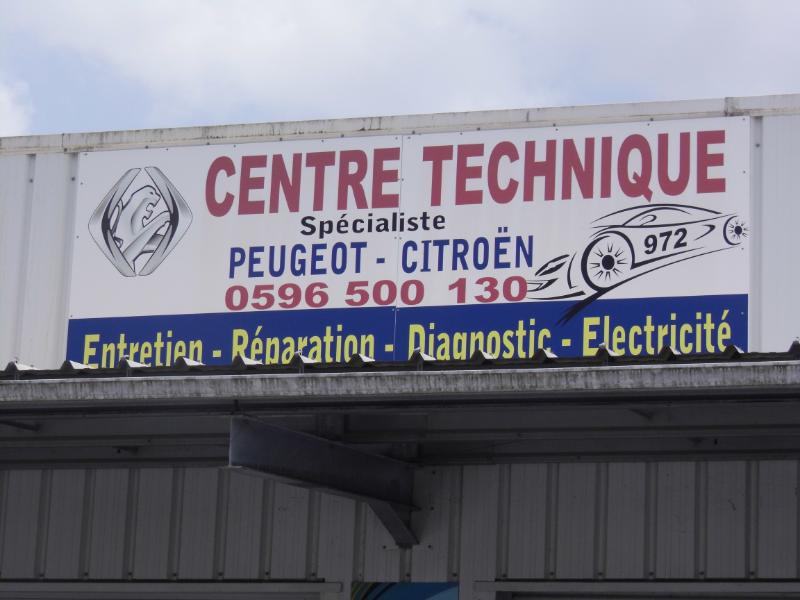 CENTRE TECHNIQUE
Spécialiste
PEUGEOT - CITROËN
972
0596 500 130
Entretien - Réparation - Diagnostic - Electricité